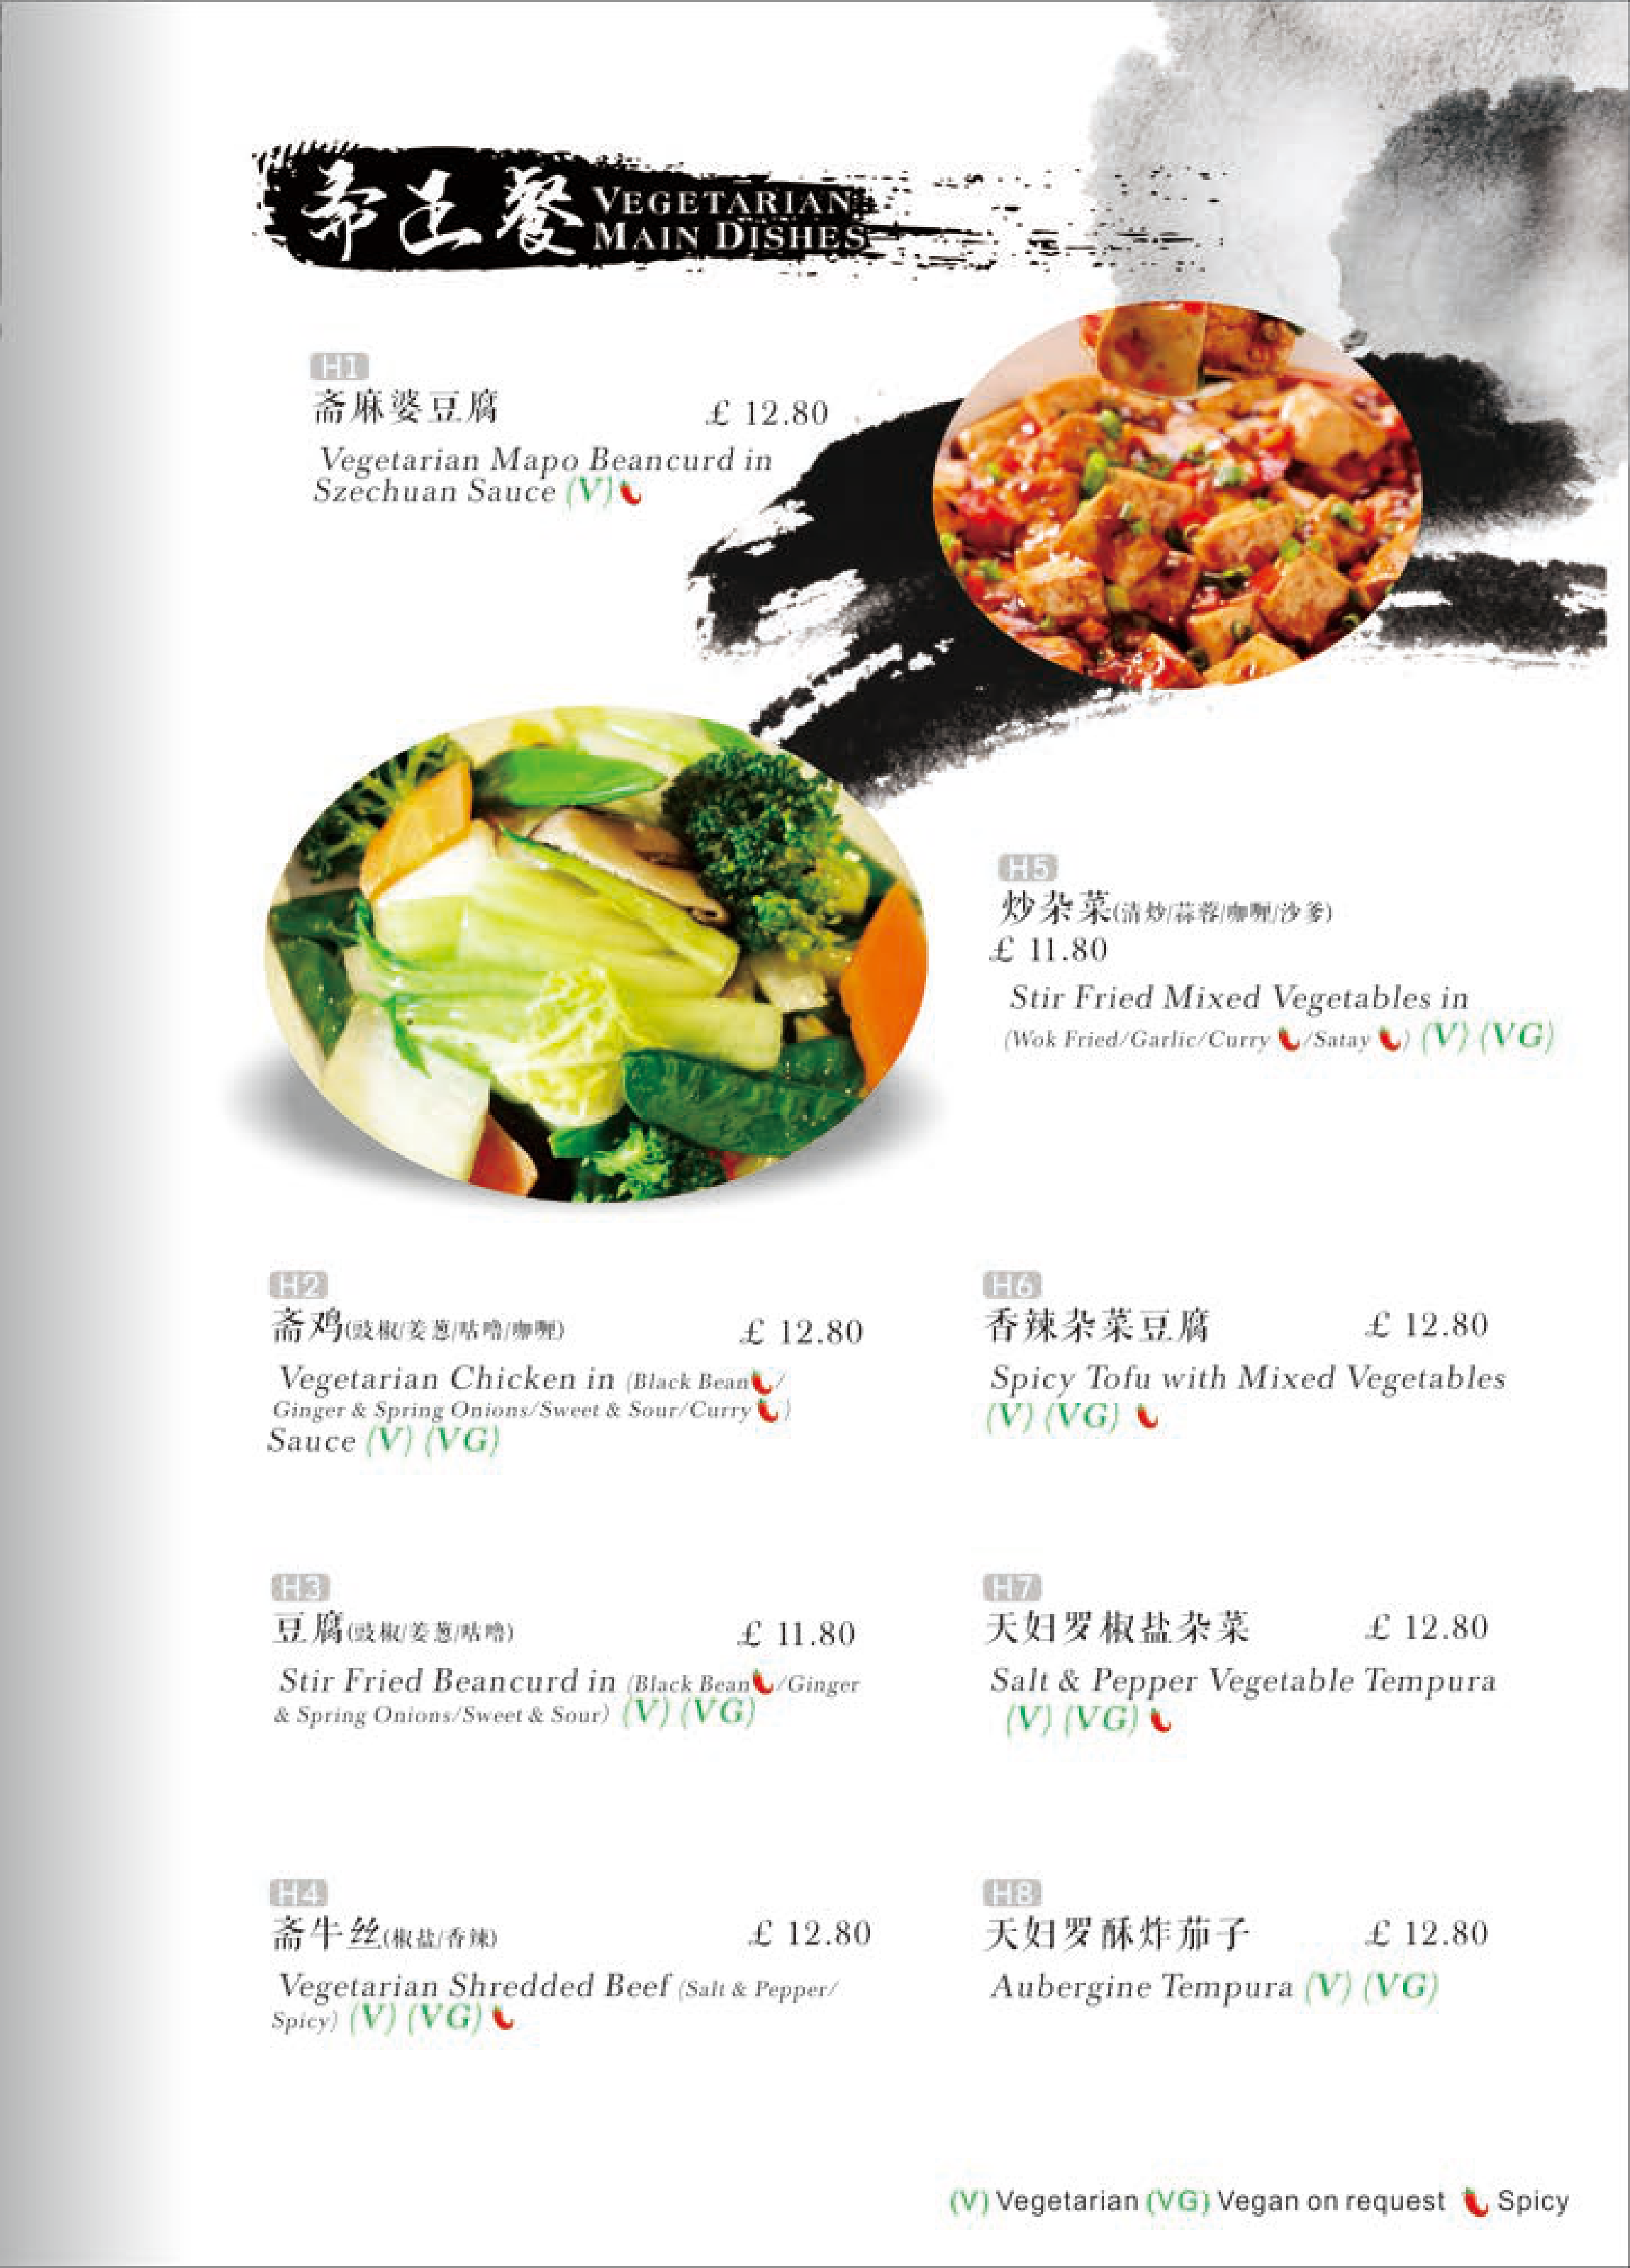 斋主餐 VEGETARIAN
MAIN DISHES
H1
斋麻婆豆腐 £ 12.80
Vegetarian Mapo Beancurd in
Szechuan Sauce (V)
H5
炒杂菜(清炒/蒜蓉/咖喱/沙爹)
£ 11.80
Stir Fried Mixed Vegetables in
(Wok Fried/Garlic/Curry /Satay ) (V) (VG)
H2
斋鸡(豉椒/姜葱/咕噜/咖喱) £ 12.80
Vegetarian Chicken in (Black Bean /
Ginger & Spring Onions/Sweet & Sour/Curry )
Sauce (V) (VG)
H3
豆腐(豉椒/姜葱/咕噜) £ 11.80
Stir Fried Beancurd in (Black Bean /Ginger
& Spring Onions/Sweet & Sour) (V) (VG)
H4
斋牛丝(椒盐/香辣) £ 12.80
Vegetarian Shredded Beef (Salt & Pepper/
Spicy) (V) (VG)
H6
香辣杂菜豆腐 £ 12.80
Spicy Tofu with Mixed Vegetables
(V) (VG)
H7
天妇罗椒盐杂菜 £ 12.80
Salt & Pepper Vegetable Tempura
(V) (VG)
H8
天妇罗酥炸茄子 £ 12.80
Aubergine Tempura (V) (VG)
(V) Vegetarian (VG) Vegan on request Spicy